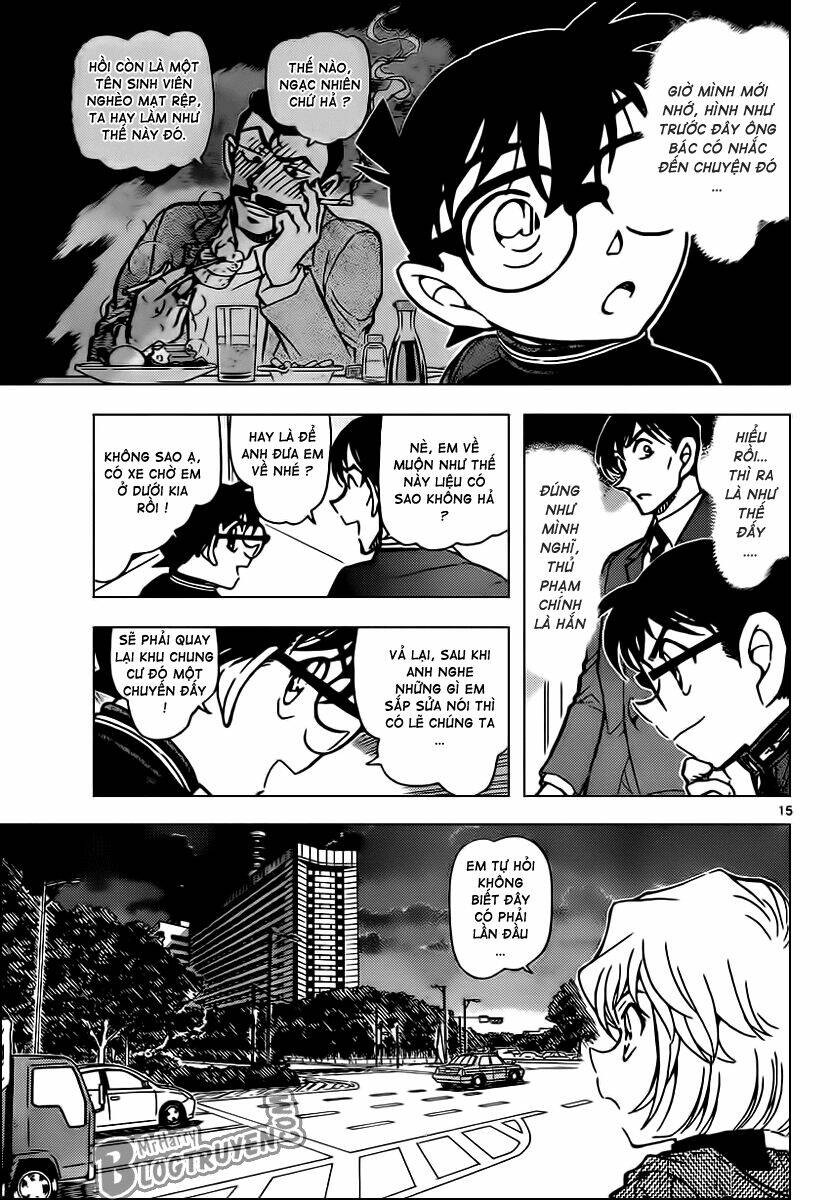 GIỜ MÌNH MỚI
NHỚ, HÌNH NHƯ
TRƯỚC ĐÂY ÔNG
BÁC CÓ NHẮC
ĐẾN CHUYỆN ĐÓ
...
THẾ NÀO,
NGẠC NHIÊN
CHỨ HẢ ?
HỒI CÒN LÀ MỘT
TÊN SINH VIÊN
NGHÈO MẠT RỆP,
TA HAY LÀM NHƯ
THẾ NÀY ĐÓ.
HIỂU
RỒI...
THÌ RA
LÀ NHƯ
THẾ
ĐẤY
....
ĐÚNG
NHƯ
MÌNH
NGHĨ,
THỦ
PHẠM
CHÍNH
LÀ HẮN
NÈ, EM VỀ
MUỘN NHƯ THẾ
NÀY LIỆU CÓ
SAO KHÔNG HẢ
?
HAY LÀ ĐỂ
ANH ĐƯA EM
VỀ NHÉ ?
KHÔNG SAO Ạ,
CÓ XE CHỜ EM
Ở DƯỚI KIA
RỒI !
VẢ LẠI, SAU KHI
ANH NGHE
NHỮNG GÌ EM
SẮP SỬA NÓI THÌ
CÓ LẼ CHÚNG TA
...
SẼ PHẢI QUAY
LẠI KHU CHUNG
CƯ ĐÓ MỘT
CHUYẾN ĐẤY
!
15
EM TỰ HỎI
KHÔNG
BIẾT ĐÂY
CÓ PHẢI
LẦN ĐẦU
...
BLOGTRUYEN.COM